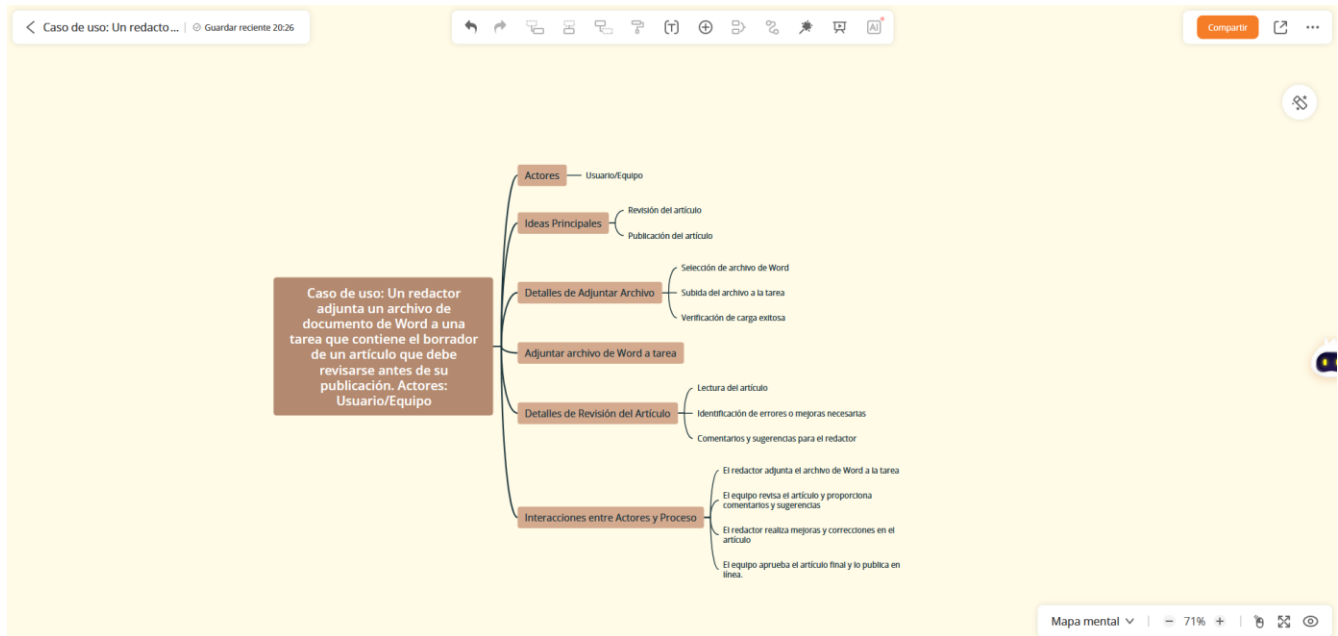 Caso de uso: Un redacto...
Guardar reciente 20:26
AI
Compartir
Actores
Usuario/Equipo
Ideas Principales
Revisión del artículo
Publicación del artículo
Detalles de Adjuntar Archivo
Selección de archivo de Word
Subida del archivo a la tarea
Verificación de carga exitosa
Caso de uso: Un redactor
adjunta un archivo de
documento de Word a una
tarea que contiene el borrador
de un artículo que debe
revisarse antes de su
publicación. Actores:
Usuario/Equipo
Adjuntar archivo de Word a tarea
Detalles de Revisión del Artículo
Lectura del artículo
Identificación de errores o mejoras necesarias
Comentarios y sugerencias para el redactor
Interacciones entre Actores y Proceso
El redactor adjunta el archivo de Word a la tarea
El equipo revisa el artículo y proporciona
comentarios y sugerencias
El redactor realiza mejoras y correcciones en el
artículo
El equipo aprueba el artículo final y lo publica en
línea.
Mapa mental
71%